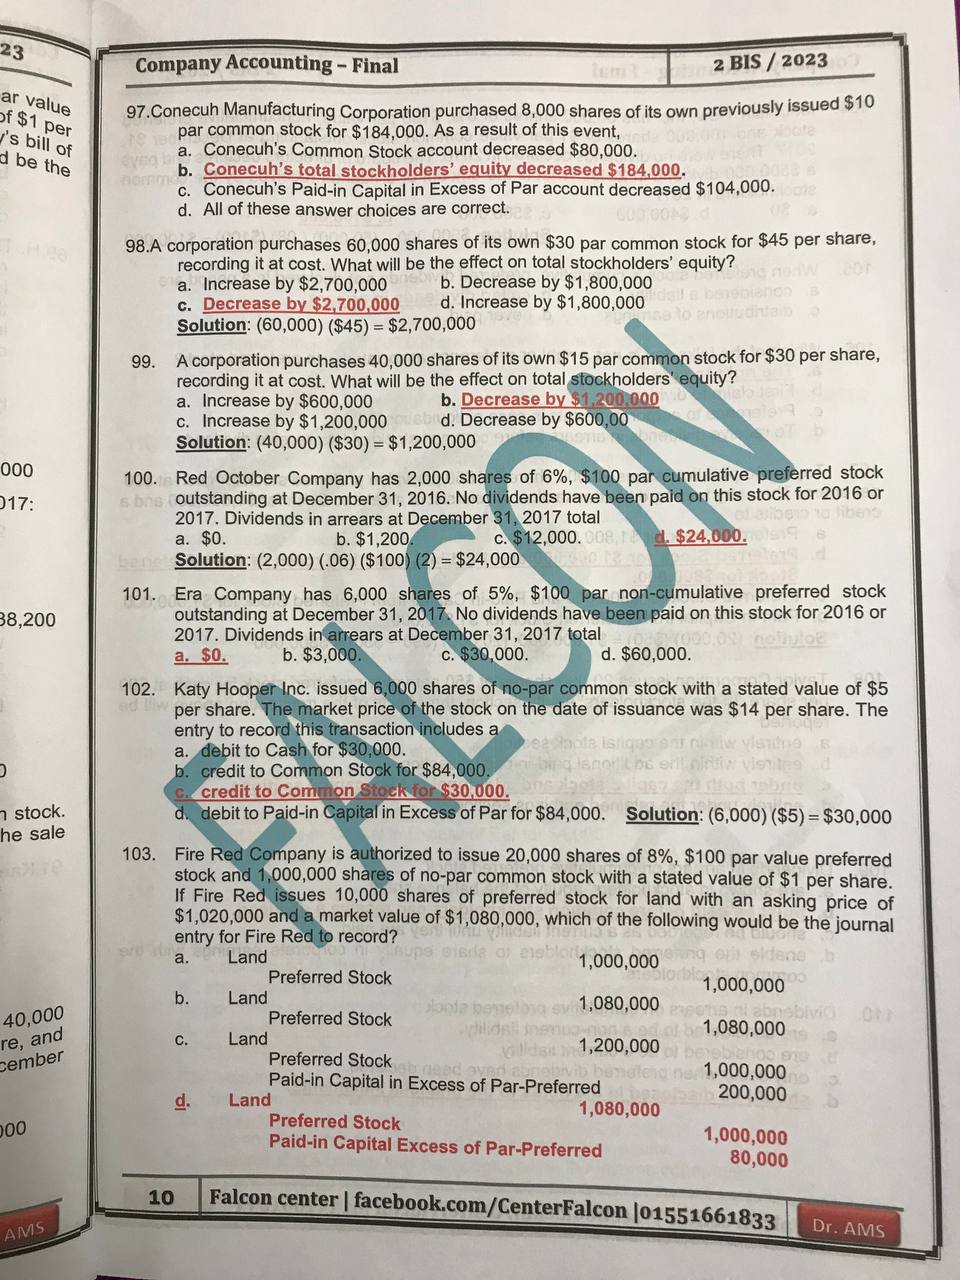 23
ar value
of $1 per
's bill of
d be the
000
017:
38,200
n stock.
he sale
40,000
re, and
cember
000
AMS
Company Accounting – Final
2 BIS / 2023
97.Conecuh Manufacturing Corporation purchased 8,000 shares of its own previously issued $10
par common stock for $184,000. As a result of this event,
a. Conecuh's Common Stock account decreased $80,000.
b. Conecuh's total stockholders' equity decreased $184,000.
c. Conecuh's Paid-in Capital in Excess of Par account decreased $104,000.
d. All of these answer choices are correct.
98.A corporation purchases 60,000 shares of its own $30 par common stock for $45 per share,
recording it at cost. What will be the effect on total stockholders' equity?
a. Increase by $2,700,000 b. Decrease by $1,800,000
c. Decrease by $2,700,000 d. Increase by $1,800,000
Solution: (60,000) ($45) = $2,700,000
99. A corporation purchases 40,000 shares of its own $15 par common stock for $30 per share,
recording it at cost. What will be the effect on total stockholders' equity?
a. Increase by $600,000 b. Decrease by $1,200,000
c. Increase by $1,200,000 d. Decrease by $600,00
Solution: (40,000) ($30) = $1,200,000
100. Red October Company has 2,000 shares of 6%, $100 par cumulative preferred stock
outstanding at December 31, 2016. No dividends have been paid on this stock for 2016 or
2017. Dividends in arrears at December 31, 2017 total
a. $0. b. $1,200. c. $12,000. d. $24,000.
Solution: (2,000) (.06) ($100) (2) = $24,000
101. Era Company has 6,000 shares of 5%, $100 par non-cumulative preferred stock
outstanding at December 31, 2017. No dividends have been paid on this stock for 2016 or
2017. Dividends in arrears at December 31, 2017 total
a. $0. b. $3,000. c. $30,000. d. $60,000.
102. Katy Hooper Inc. issued 6,000 shares of no-par common stock with a stated value of $5
per share. The market price of the stock on the date of issuance was $14 per share. The
entry to record this transaction includes a
a. debit to Cash for $30,000.
b. credit to Common Stock for $84,000.
c. credit to Common Stock for $30,000.
d. debit to Paid-in Capital in Excess of Par for $84,000. Solution: (6,000) ($5) = $30,000
103. Fire Red Company is authorized to issue 20,000 shares of 8%, $100 par value preferred
stock and 1,000,000 shares of no-par common stock with a stated value of $1 per share.
If Fire Red issues 10,000 shares of preferred stock for land with an asking price of
$1,020,000 and a market value of $1,080,000, which of the following would be the journal
entry for Fire Red to record?
a. Land 1,000,000
Preferred Stock 1,000,000
b. Land 1,080,000
Preferred Stock 1,080,000
c. Land 1,200,000
Preferred Stock 1,000,000
Paid-in Capital in Excess of Par-Preferred 200,000
d. Land 1,080,000
Preferred Stock 1,000,000
Paid-in Capital Excess of Par-Preferred 80,000
FALCON
10 Falcon center | facebook.com/CenterFalcon |01551661833
Dr. AMS